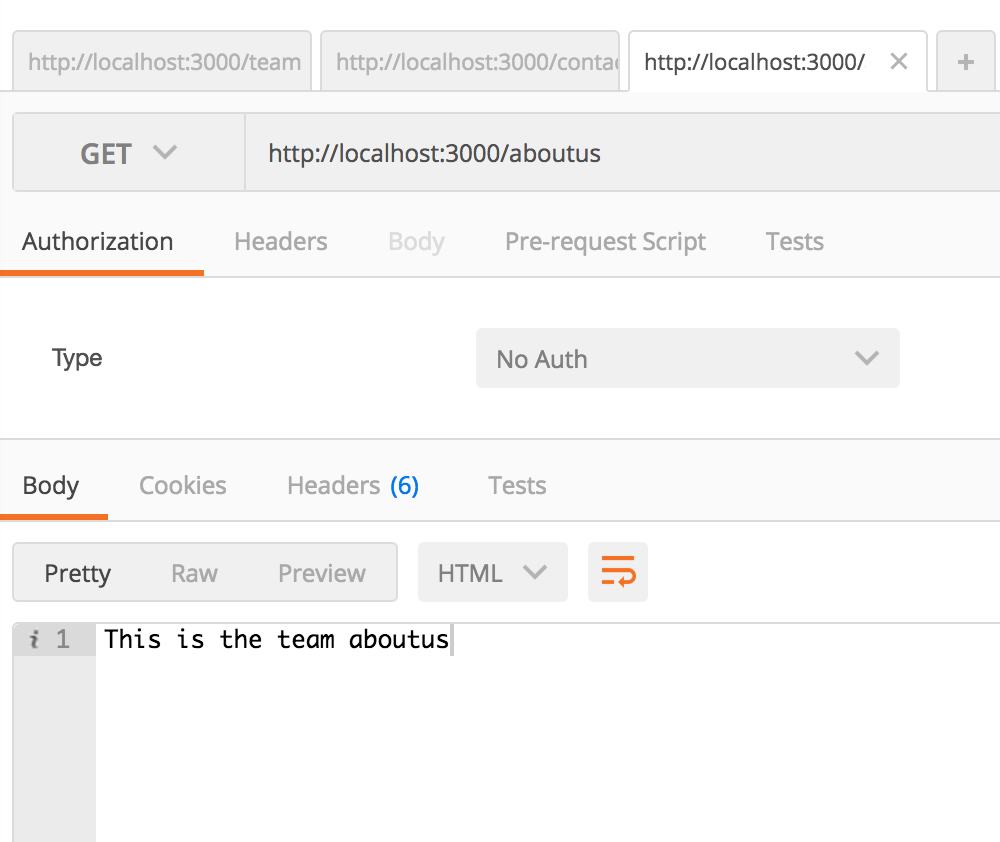 http://localhost:3000/team http://localhost:3000/conta http://localhost:3000/
GET http://localhost:3000/aboutus
Authorization Headers Body Pre-request Script Tests
Type No Auth
Body Cookies Headers (6) Tests
Pretty Raw Preview HTML
i 1 This is the team aboutus